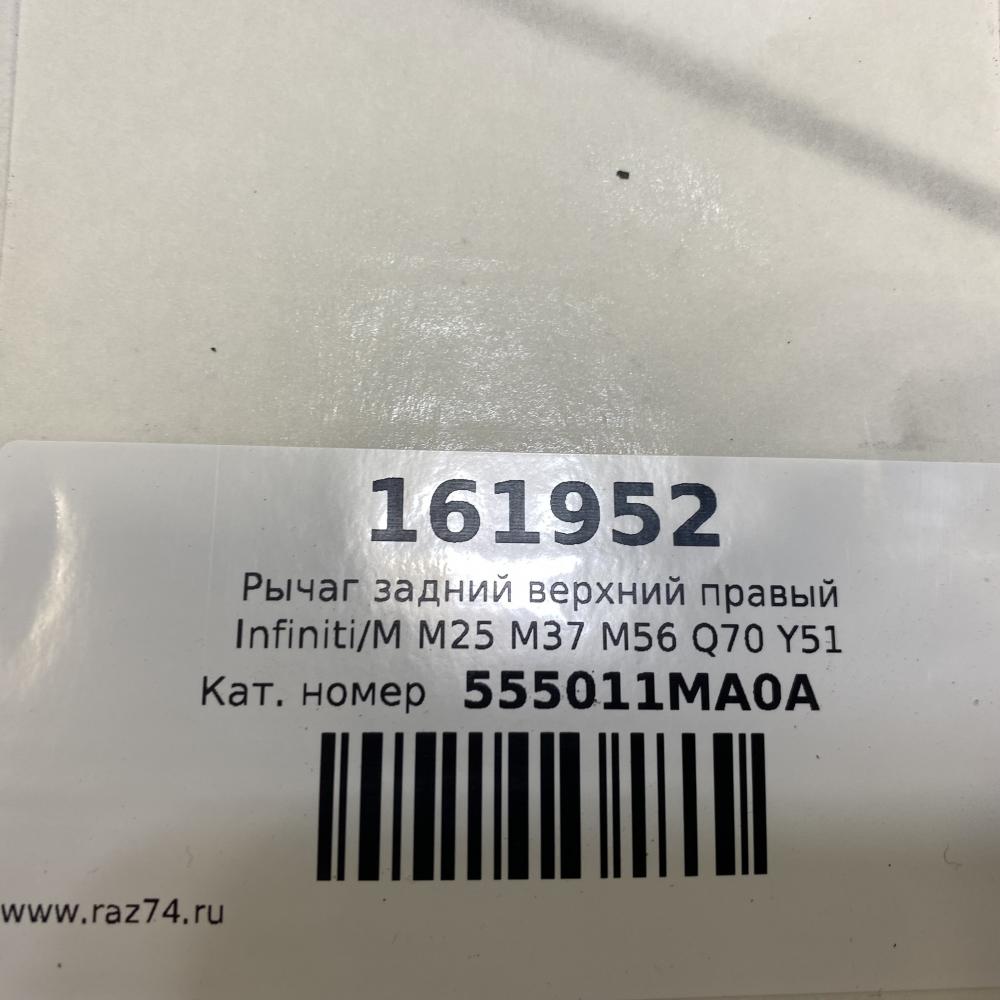 161952
Рычаг задний верхний правый
Infiniti/M M25 M37 M56 Q70 Y51
Кат. номер 555011MA0A
www.raz74.ru